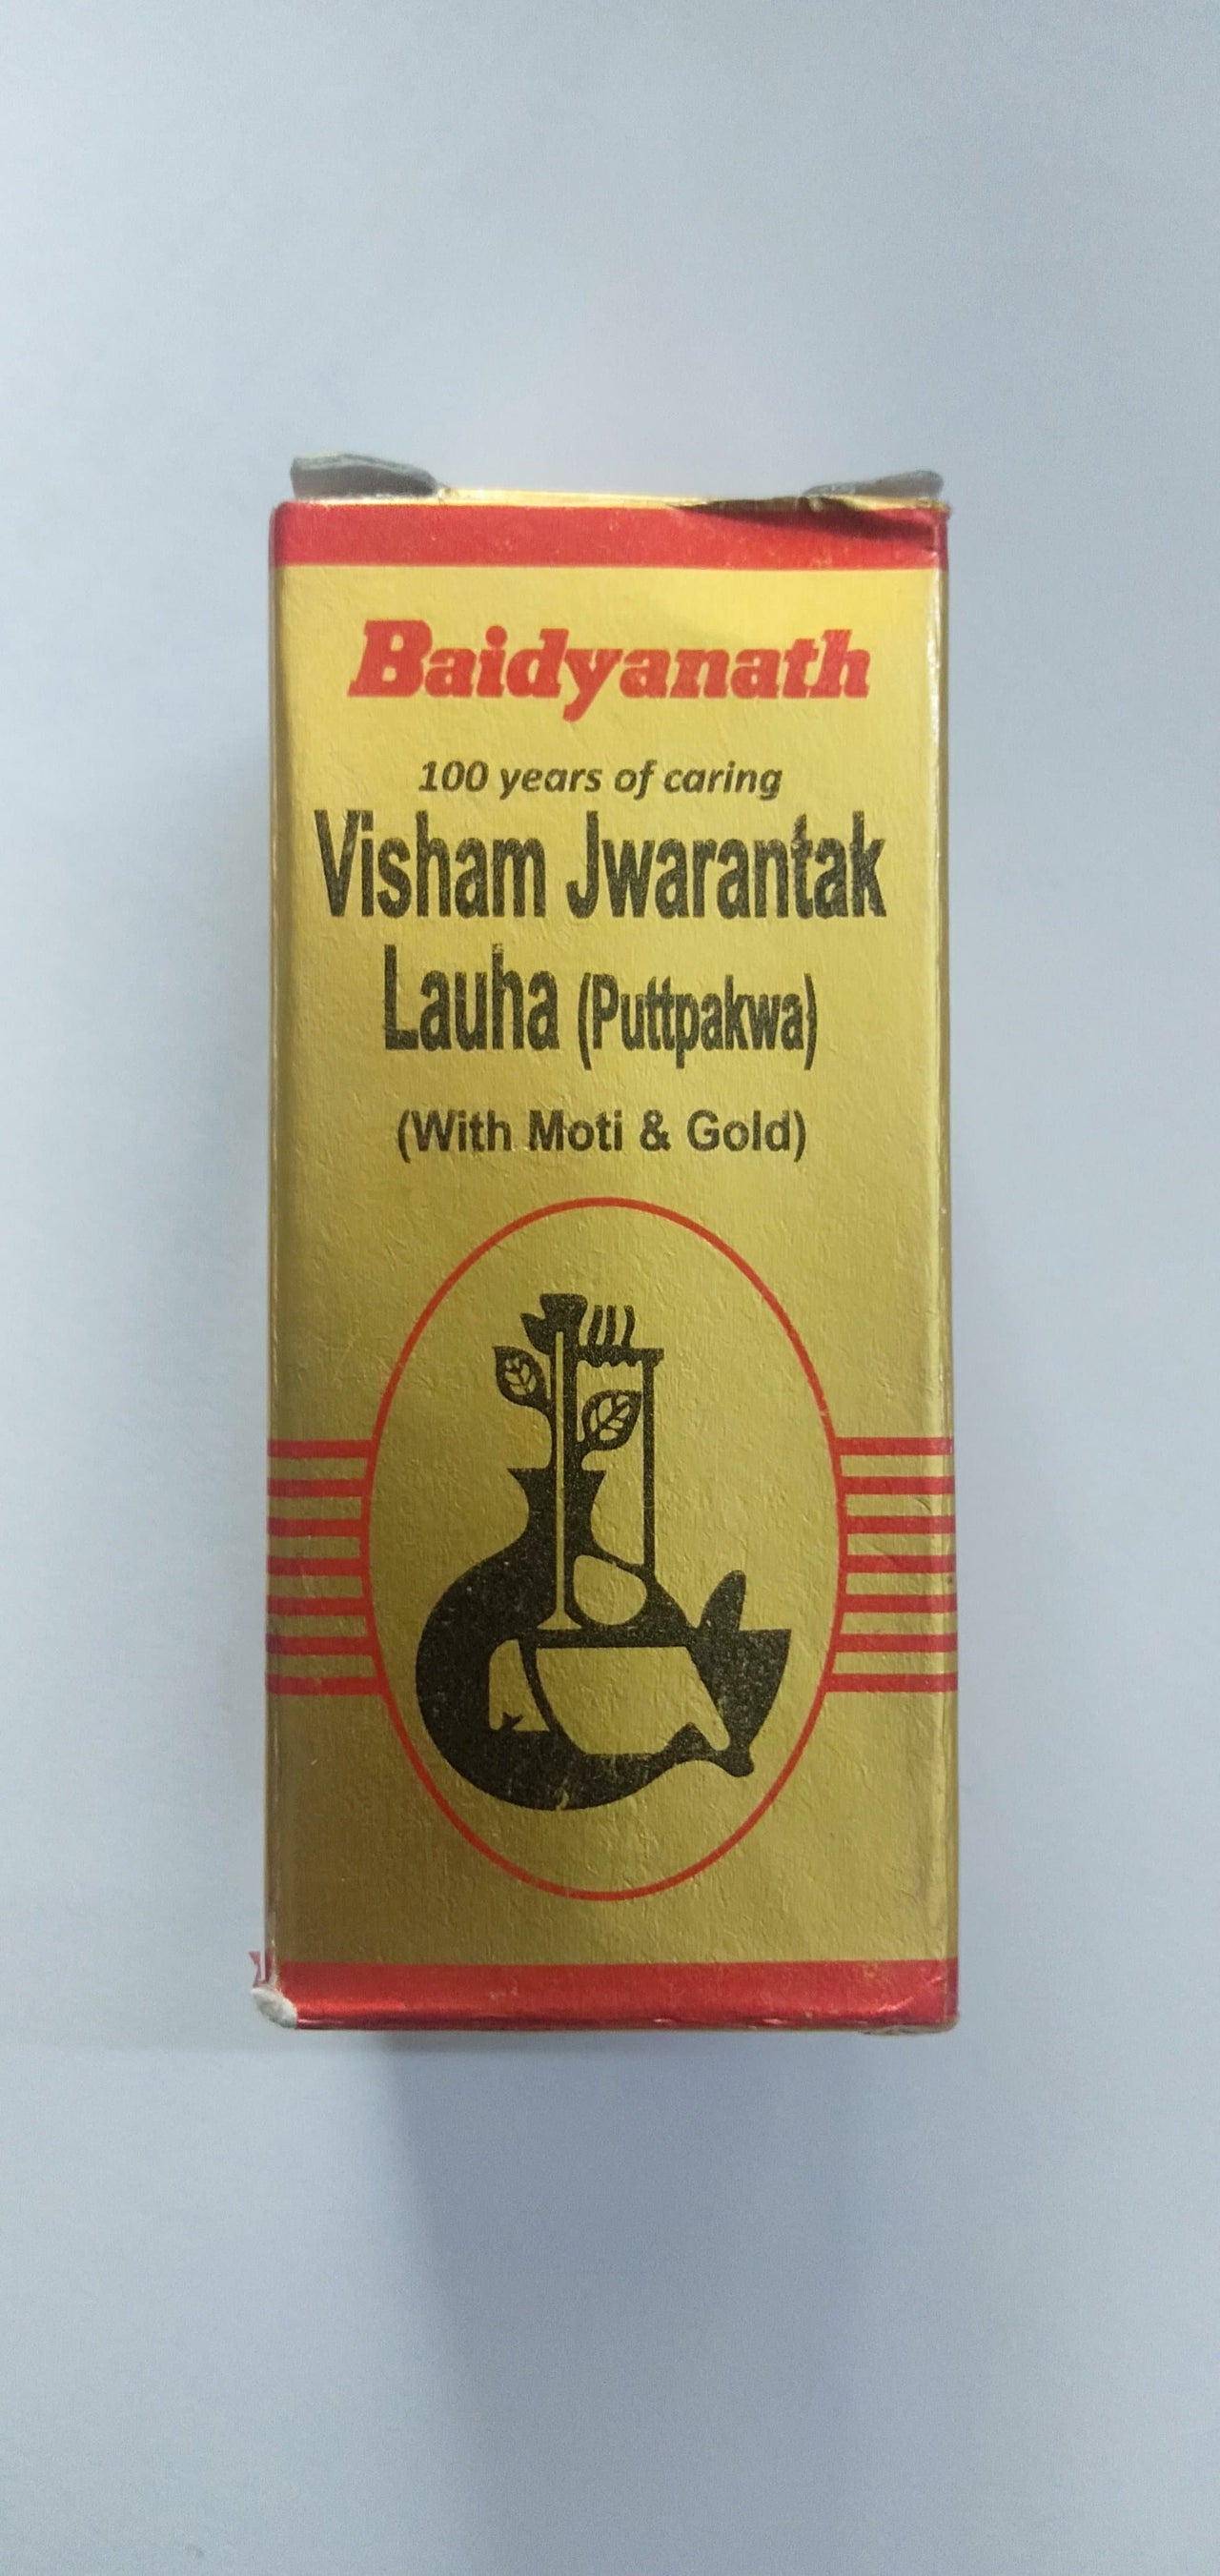 Baidyanath
100 years of caring
Visham Jwarantak
Lauha (Puttpakwa)
(With Moti & Gold)